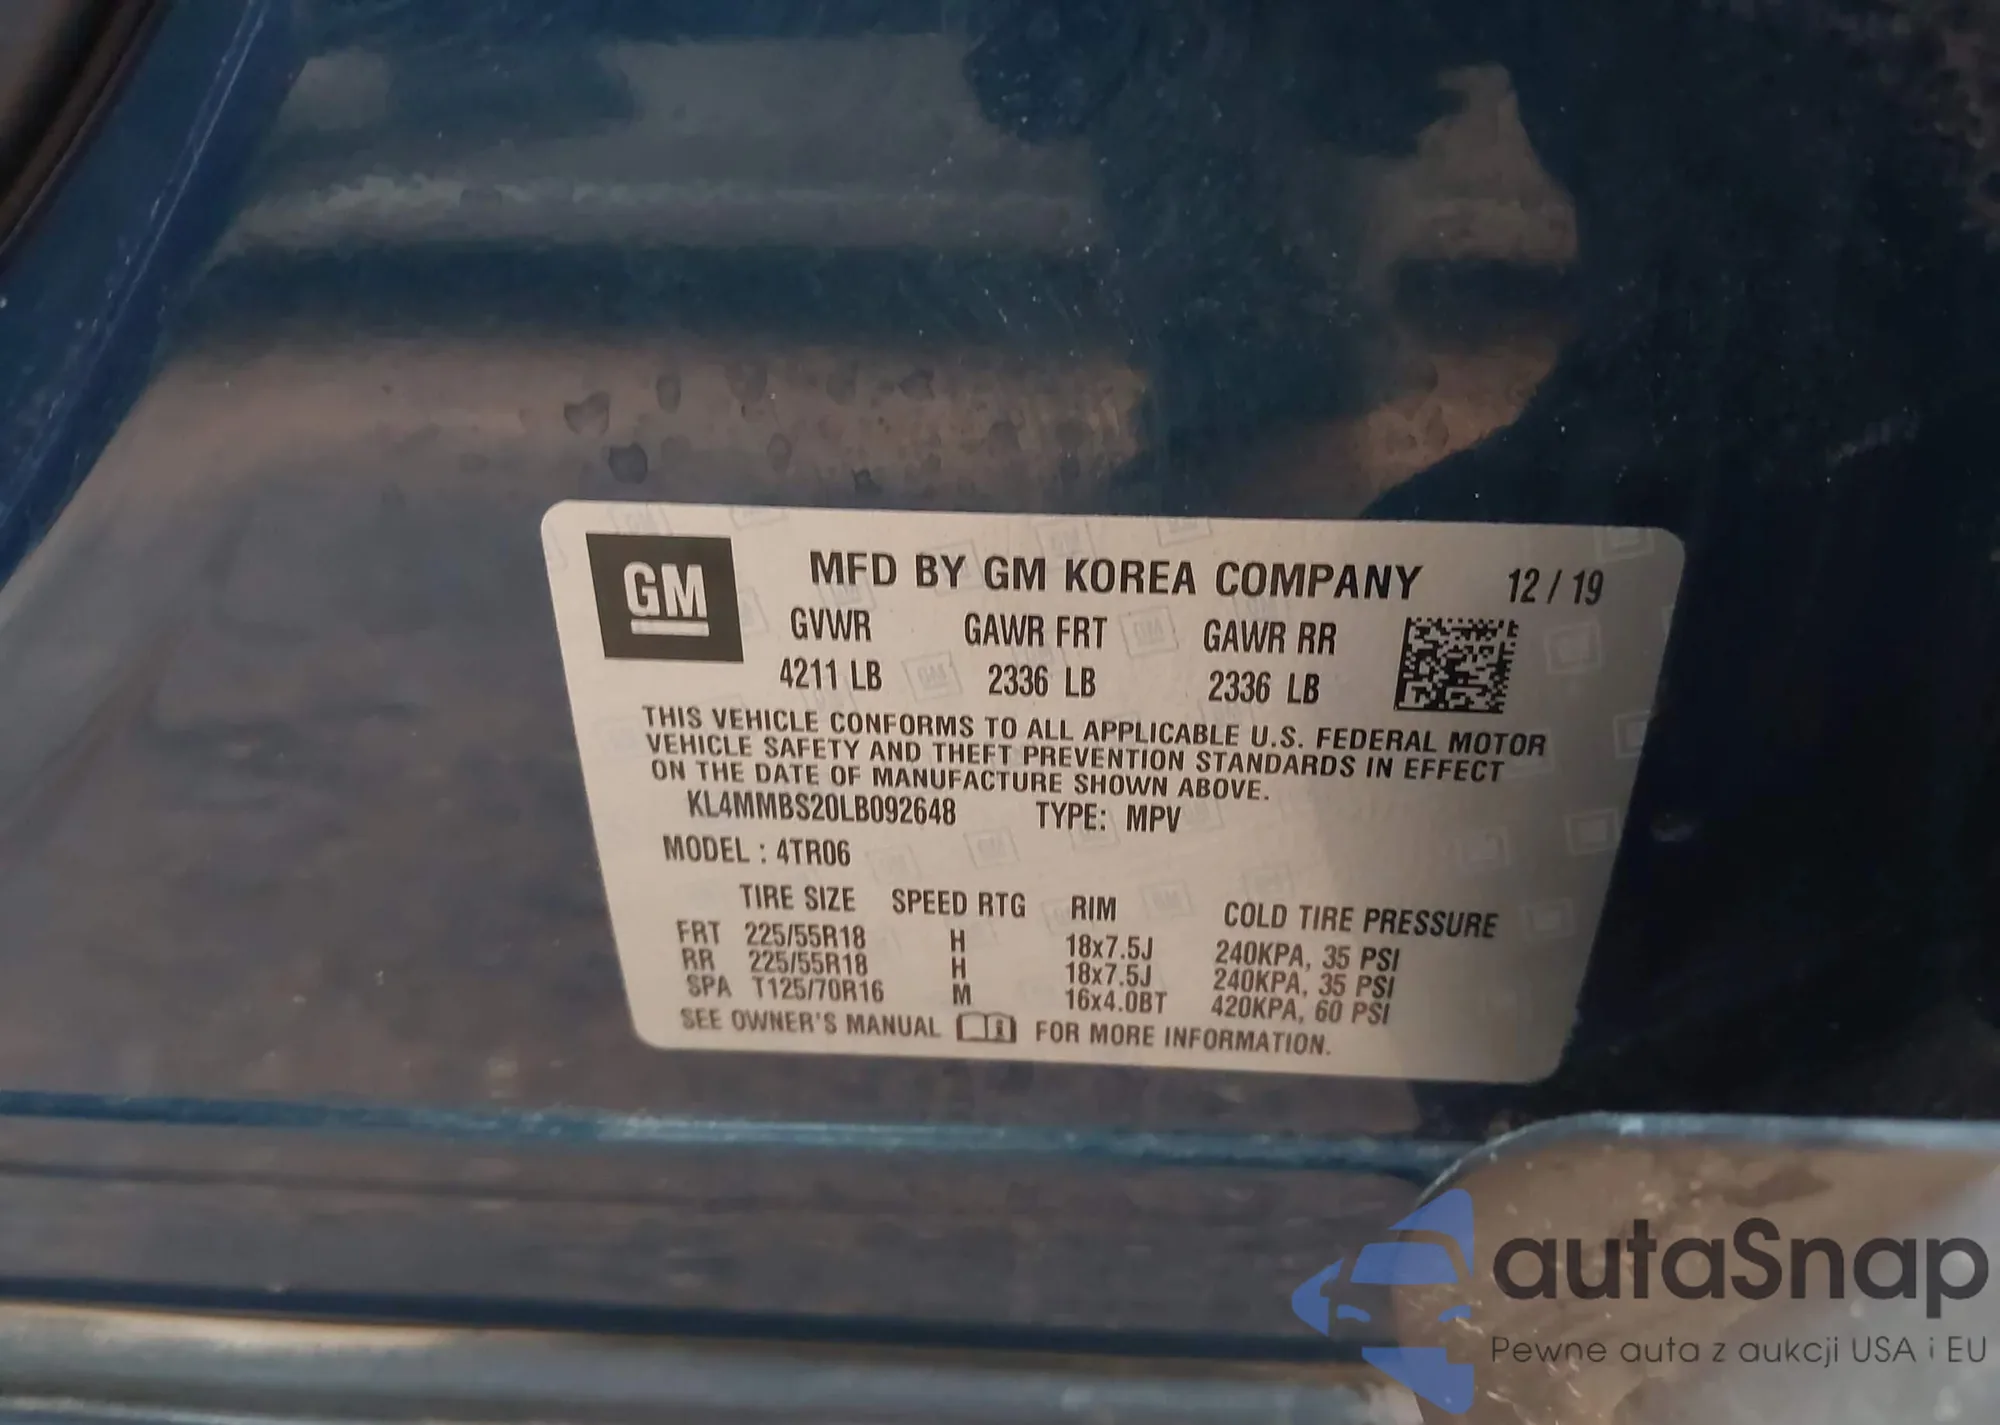 GM
MFD BY GM KOREA COMPANY 12 / 19
GVWR GAWR FRT GAWR RR
4211 LB 2336 LB 2336 LB
THIS VEHICLE CONFORMS TO ALL APPLICABLE U.S. FEDERAL MOTOR
VEHICLE SAFETY AND THEFT PREVENTION STANDARDS IN EFFECT
ON THE DATE OF MANUFACTURE SHOWN ABOVE.
KL4MMBS20LB092648 TYPE: MPV
MODEL : 4TR06
TIRE SIZE SPEED RTG RIM COLD TIRE PRESSURE
FRT 225/55R18 H 18x7.5J 240KPA, 35 PSI
RR 225/55R18 H 18x7.5J 240KPA, 35 PSI
SPA T125/70R16 M 16x4.0BT 420KPA, 60 PSI
SEE OWNER'S MANUAL FOR MORE INFORMATION.
autaSnap
Pewne auta z aukcji USA i EU